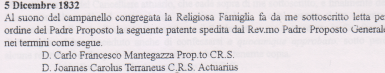 5 Dicembre 1832
Al suono del campanello congregata la Religiosa Famiglia fu da me sottoscritto letta per
ordine del Padre Proposto la seguente patente spedita dal Rev.mo Padre Proposto Generale
nei termini come segue.
D. Carlo Francesco Mantegazza Prop.to CR.S.
D. Joannes Carolus Terraneus C.R.S. Actuarius